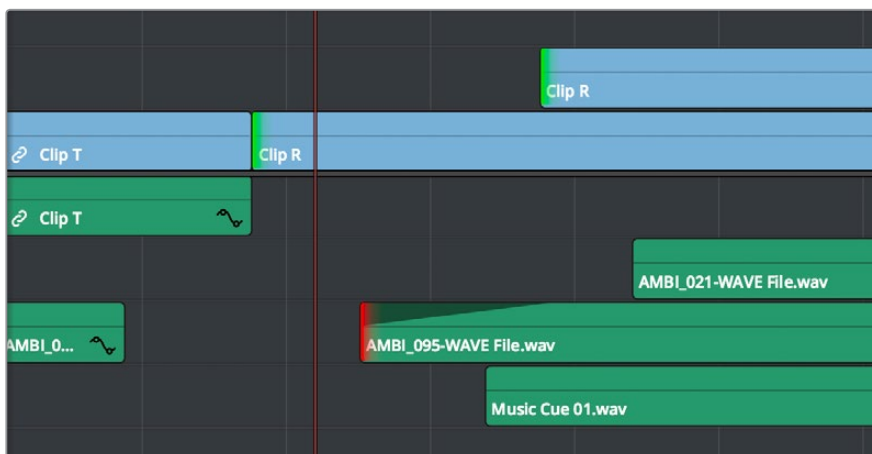 Clip R
Clip T
Clip R
Clip T
AMBI_021-WAVE File.wav
AMBI_0...
AMBI_095-WAVE File.wav
Music Cue 01.wav